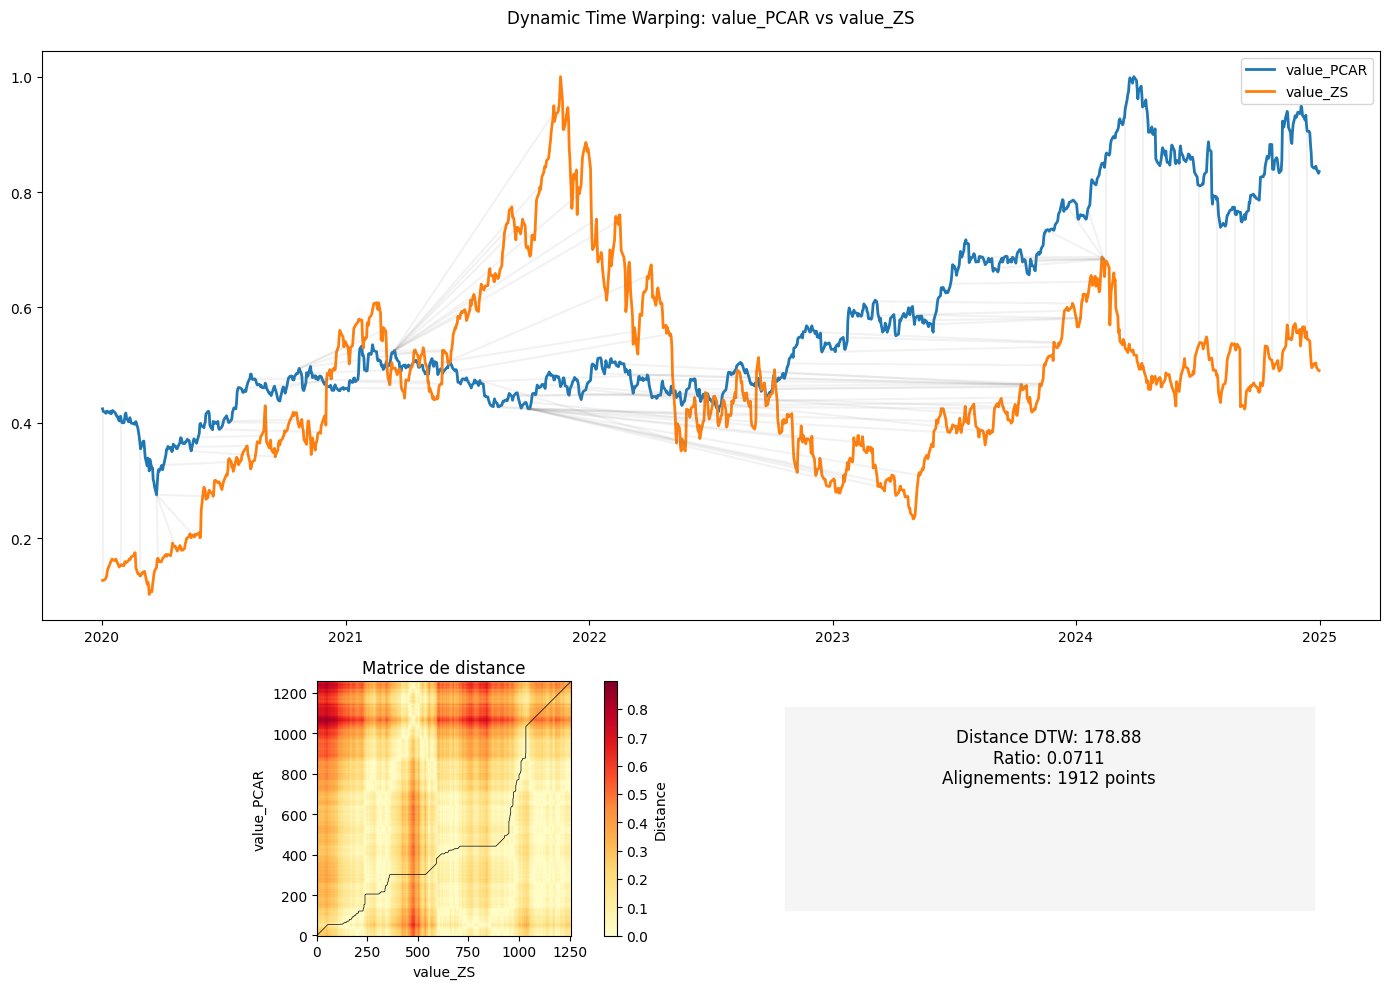 Dynamic Time Warping: value_PCAR vs value_ZS
value_PCAR
value_ZS
1.0
0.8
0.6
0.4
0.2
2020 2021 2022 2023 2024 2025
Matrice de distance
value_PCAR
1200
1000
800
600
400
200
0
0 250 500 750 1000 1250
value_ZS
0.8
0.7
0.6
0.5
0.4
0.3
0.2
0.1
0.0
Distance
Distance DTW: 178.88
Ratio: 0.0711
Alignements: 1912 points